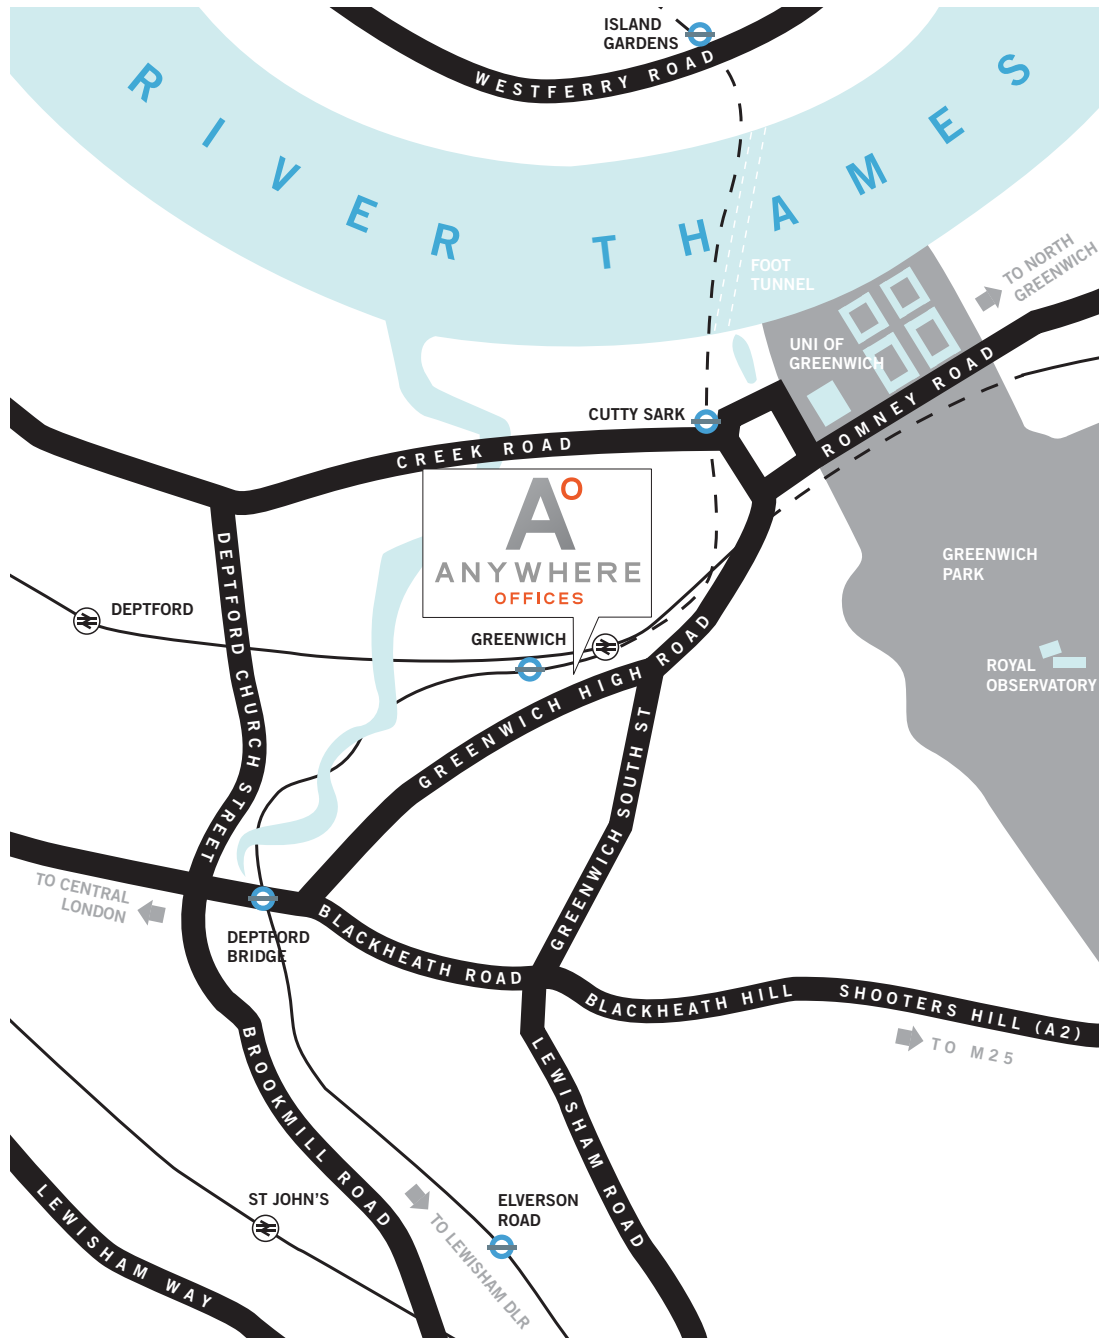 ISLAND
GARDENS
WESTFERRY ROAD
RIVER THAMES
FOOT
TUNNEL
TO NORTH
GREENWICH
UNI OF
GREENWICH
ROMNEY ROAD
CUTTY SARK
CREEK ROAD
AO
ANYWHERE
OFFICES
DEPTFORD CHURCH STREET
DEPTFORD
GREENWICH
GREENWICH
PARK
ROYAL
OBSERVATORY
GREENWICH HIGH ROAD
GREENWICH SOUTH ST
TO CENTRAL
LONDON
DEPTFORD
BRIDGE
BLACKHEATH ROAD
BLACKHEATH HILL
SHOOTERS HILL (A2)
TO M25
BROOKMILL ROAD
LEWISHAM ROAD
ST JOHN'S
ELVERSON
ROAD
TO LEWISHAM DLR
LEWISHAM WAY